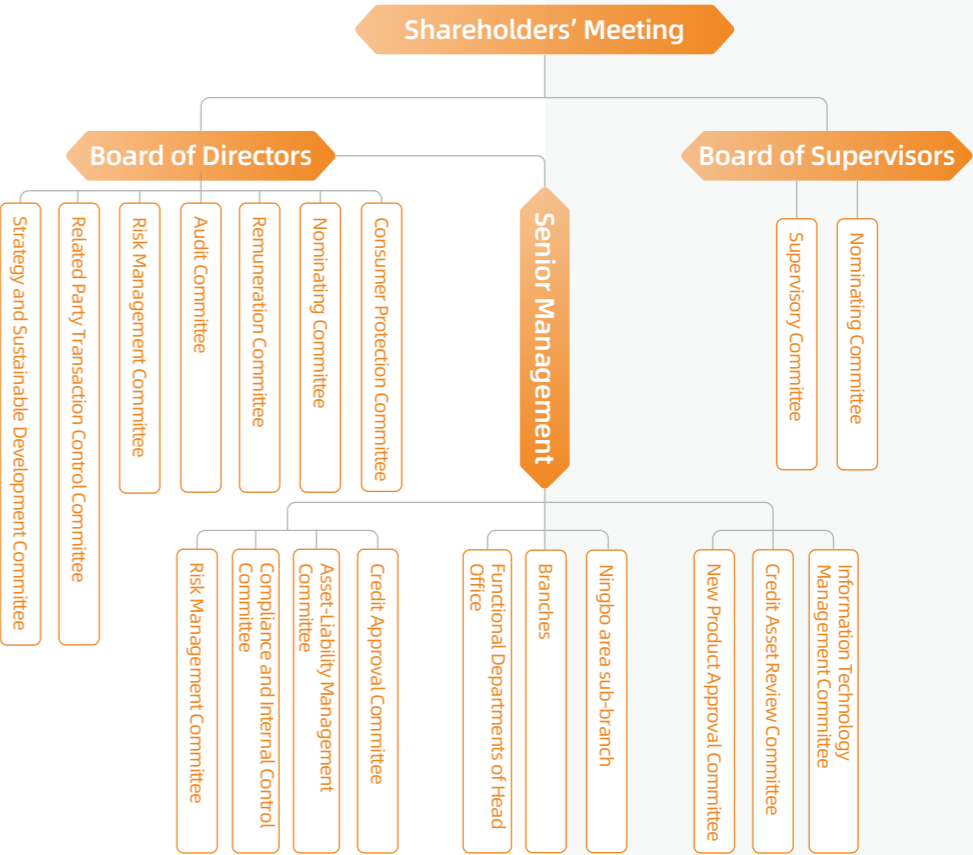 Shareholders’ Meeting
Board of Directors
Board of Supervisors
Senior Management
Strategy and Sustainable Development Committee
Related Party Transaction Control Committee
Risk Management Committee
Audit Committee
Remuneration Committee
Nominating Committee
Consumer Protection Committee
Supervisory Committee
Nominating Committee
Risk Management Committee
Compliance and Internal Control
Committee
Asset-Liability Management
Committee
Credit Approval Committee
Functional Departments of Head
Office
Branches
Ningbo area sub-branch
New Product Approval Committee
Credit Asset Review Committee
Information Technology
Management Committee